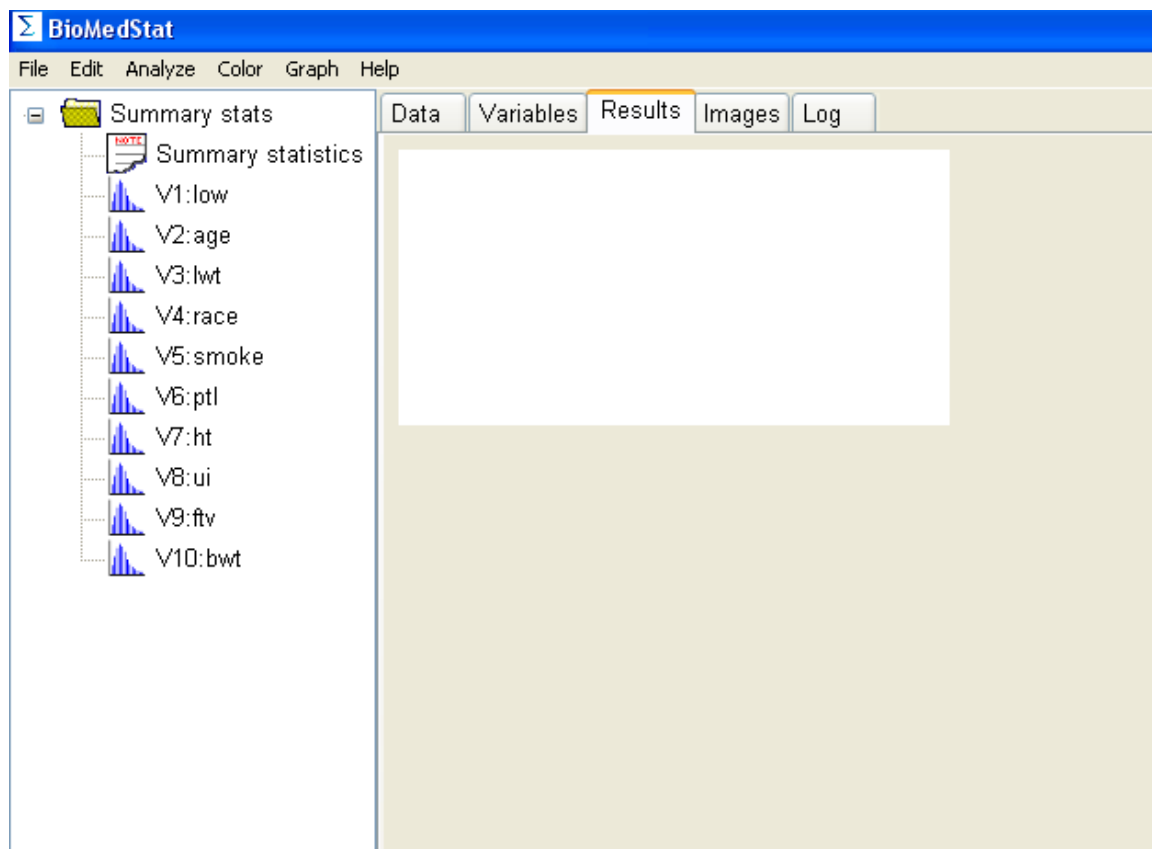 Σ BioMedStat
File Edit Analyze Color Graph Help
Summary stats
NOTE Summary statistics
V1:low
V2:age
V3:lwt
V4:race
V5:smoke
V6:ptl
V7:ht
V8:ui
V9:ftv
V10:bwt
Data Variables Results Images Log